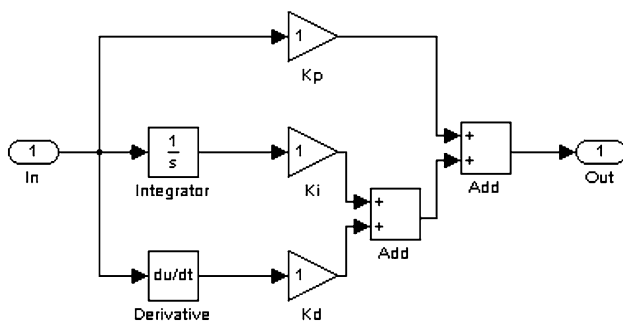 1
Kp
1
In
1
s
Integrator
1
Ki
+
+
Add
+
+
Add
1
Out
du/dt
Derivative
1
Kd